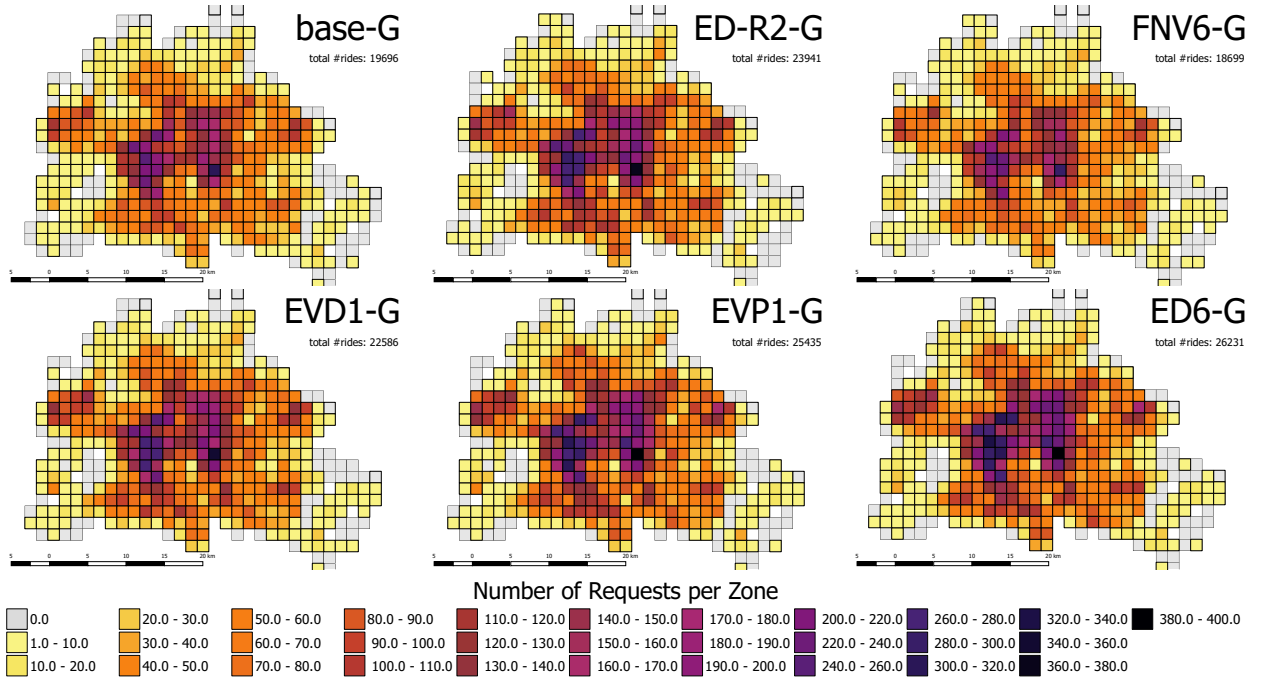 base-G
total #rides: 19696
ED-R2-G
total #rides: 23941
FNV6-G
total #rides: 18699
5 0 5 10 15 20 km
5 0 5 10 15 20 km
5 0 5 10 15 20 km
EVD1-G
total #rides: 22586
EVP1-G
total #rides: 25435
ED6-G
total #rides: 26231
5 0 5 10 15 20 km
5 0 5 10 15 20 km
5 0 5 10 15 20 km
Number of Requests per Zone
0.0 20.0 - 30.0 50.0 - 60.0 80.0 - 90.0 110.0 - 120.0 140.0 - 150.0 170.0 - 180.0 200.0 - 220.0 260.0 - 280.0 320.0 - 340.0 380.0 - 400.0
1.0 - 10.0 30.0 - 40.0 60.0 - 70.0 90.0 - 100.0 120.0 - 130.0 150.0 - 160.0 180.0 - 190.0 220.0 - 240.0 280.0 - 300.0 340.0 - 360.0
10.0 - 20.0 40.0 - 50.0 70.0 - 80.0 100.0 - 110.0 130.0 - 140.0 160.0 - 170.0 190.0 - 200.0 240.0 - 260.0 300.0 - 320.0 360.0 - 380.0